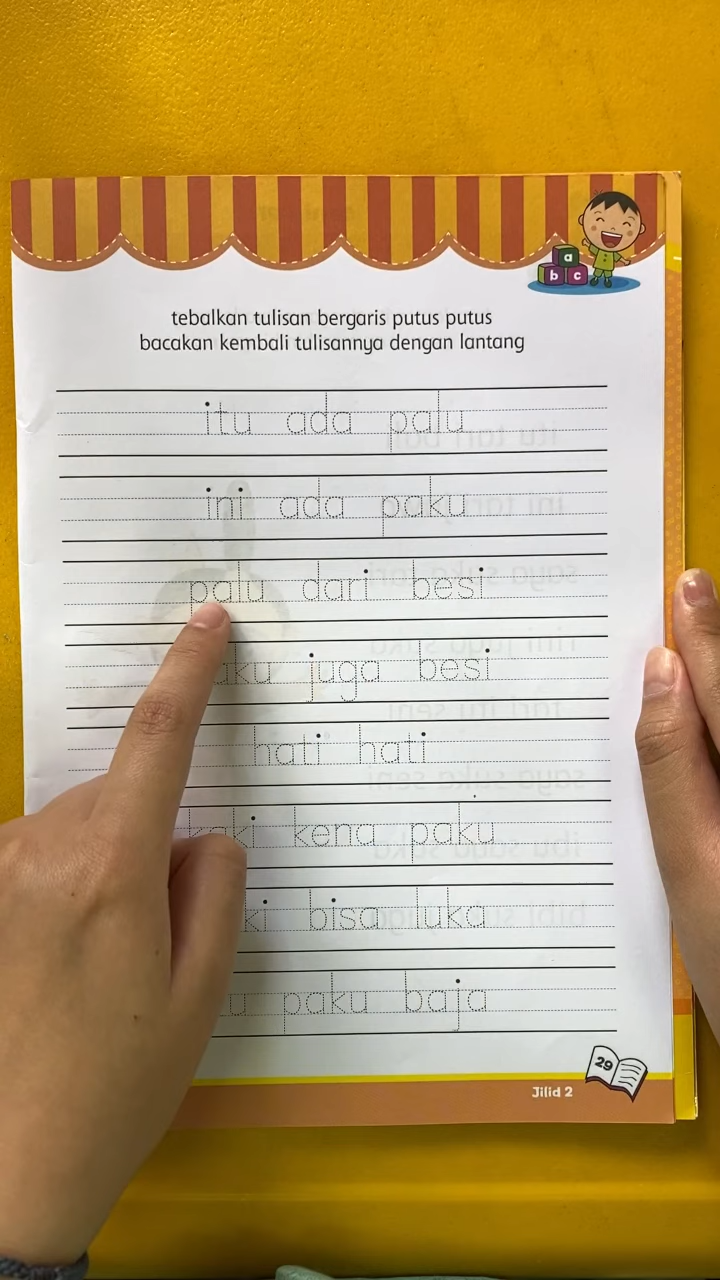 a
b c
tebalkan tulisan bergaris putus putus
bacakan kembali tulisannya dengan lantang
itu ada palu
ini ada paku
palu dari besi
juga besi
hati hati
kaki kena paku
bisa luka
paku baja
29
Jilid 2